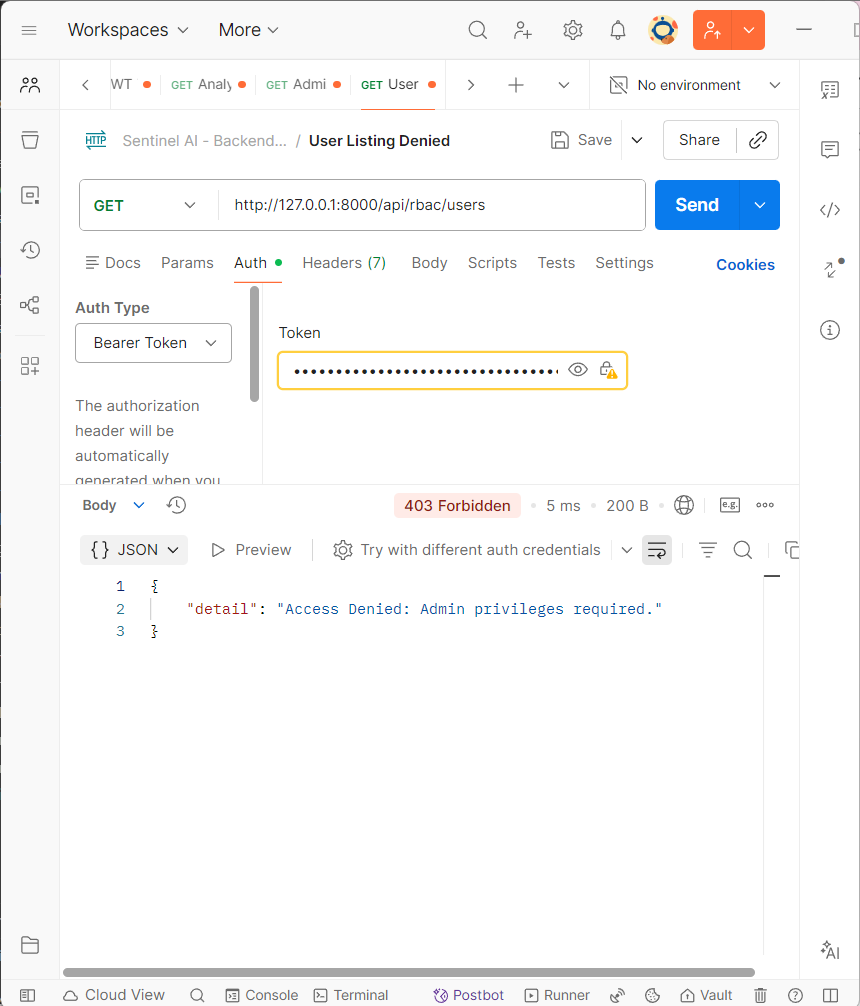 Workspaces More
WT GET Analy GET Admi GET User No environment
HTTP Sentinel AI - Backend... / User Listing Denied Save Share
GET http://127.0.0.1:8000/api/rbac/users Send
Docs Params Auth Headers (7) Body Scripts Tests Settings Cookies
Auth Type
Bearer Token
The authorization
header will be
automatically
generated when you
Token
••••••••••••••••••••••••••••••••
Body 403 Forbidden • 5 ms • 200 B • e.g.
{} JSON Preview Try with different auth credentials
1 {
2 "detail": "Access Denied: Admin privileges required."
3 }
AI
Cloud View Console Terminal Postbot Runner Vault